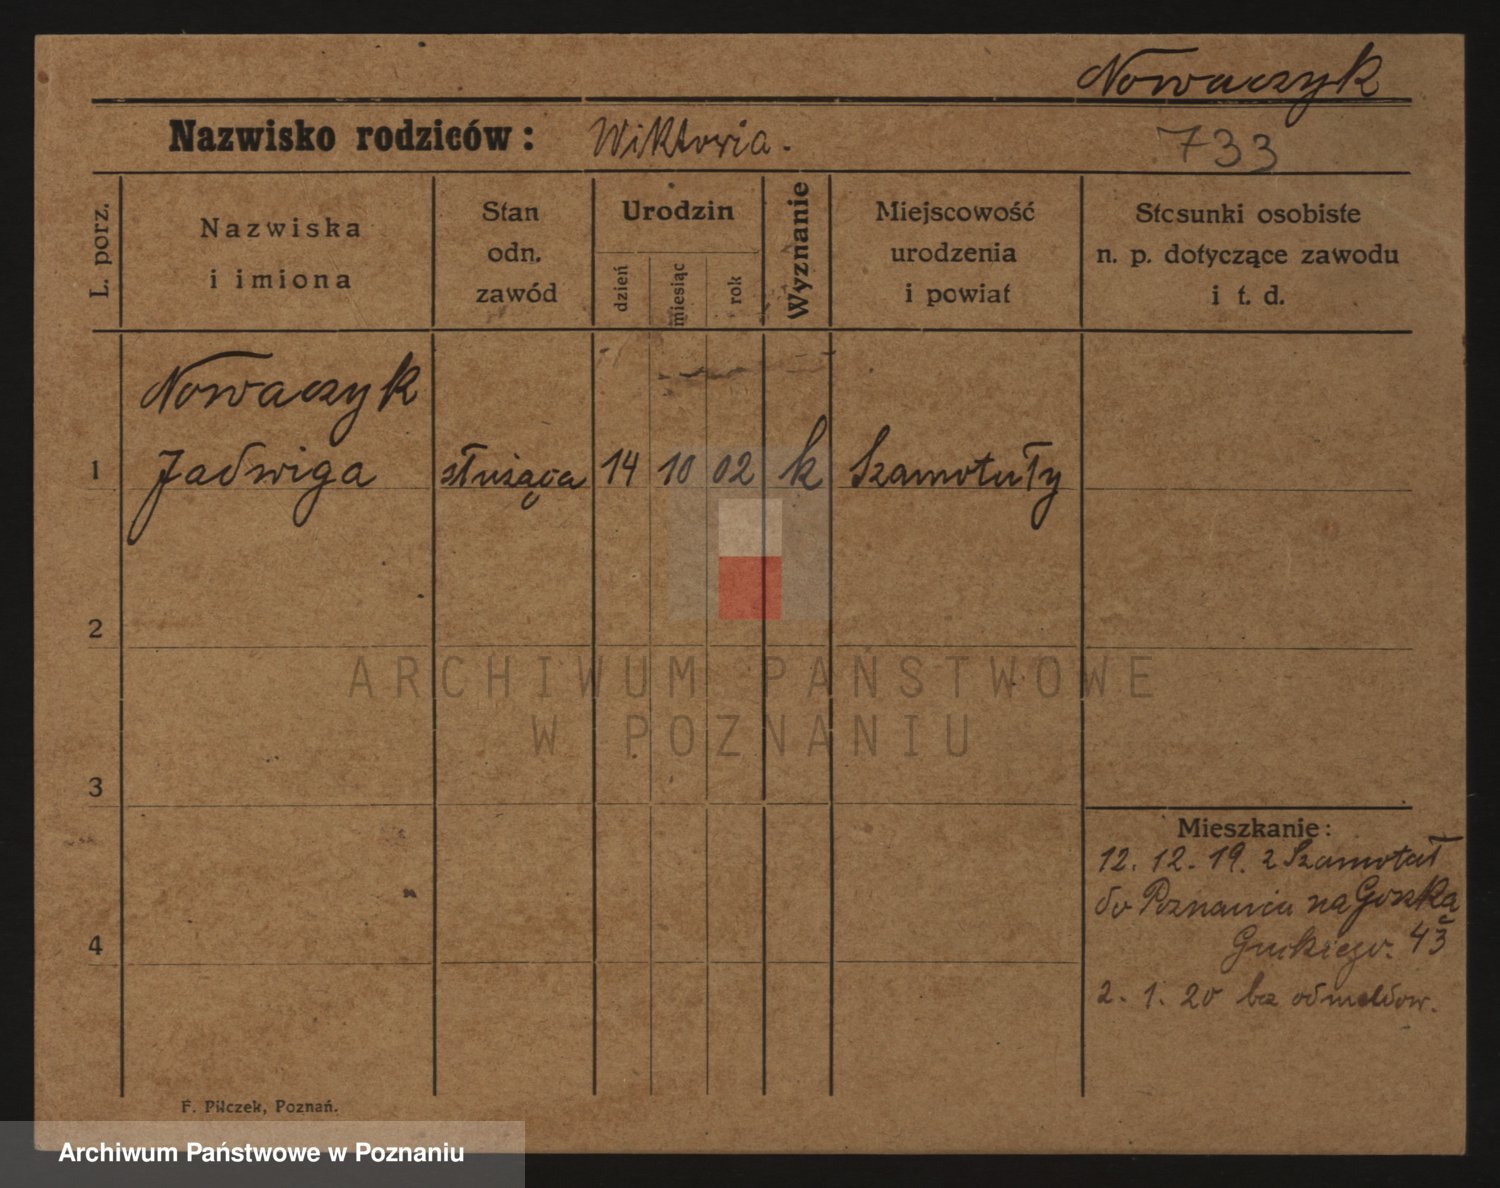 Nowaczyk
Nazwisko rodziców: Wiktoria.
733
L. porz.
Nazwiska
i imiona
Stan
odn.
zawód
Urodzin
dzień
miesiąc
rok
Wyznanie
Miejscowość
urodzenia
i powiat
Stosunki osobiste
n. p. dotyczące zawodu
i t. d.
Nowaczyk
1 Jadwiga służąca 14 10 02 k Szamotuły
2
ARCHIWUM PAŃSTWOWE
W POZNANIU
3
Mieszkanie:
12. 12. 19. z Szamotuł
do Poznania na
43
4
2. 1. 20 bez odmeldow.
F. Pilczek, Poznań.
Archiwum Państwowe w Poznaniu